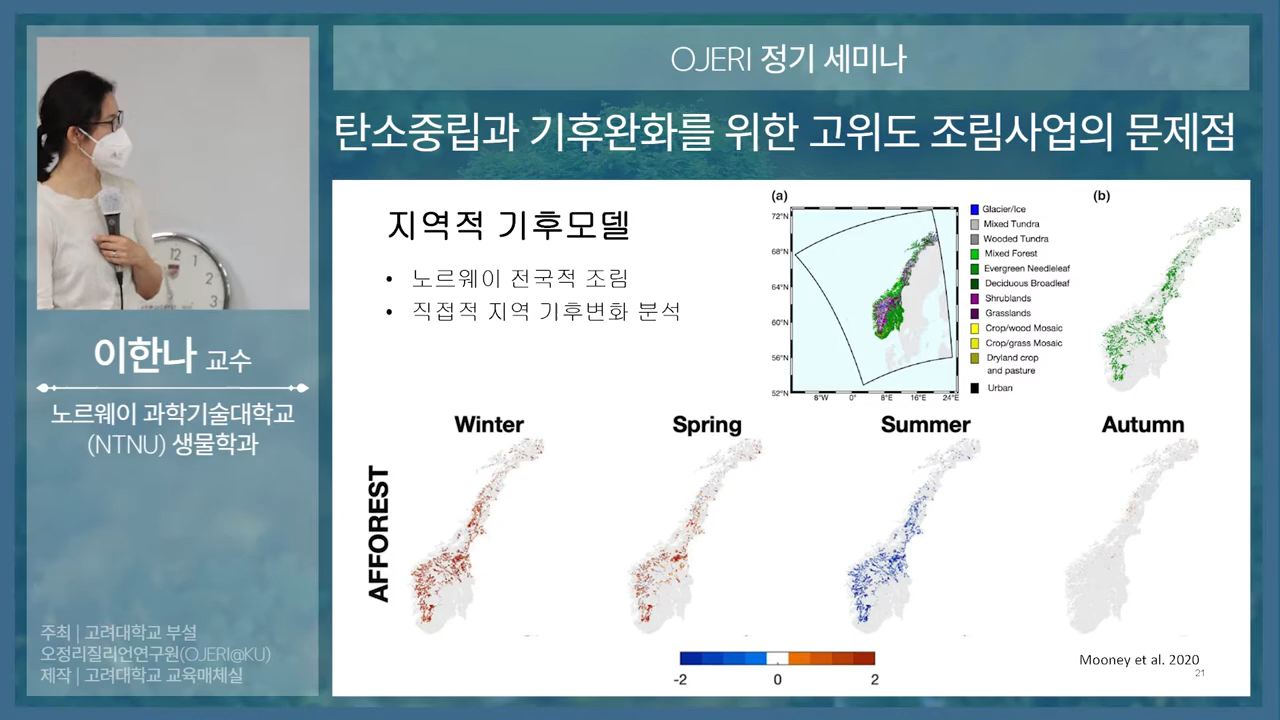 OJERI 정기 세미나
탄소중립과 기후완화를 위한 고위도 조림사업의 문제점
12
1
2
3
4
이한나 교수
노르웨이 과학기술대학교
(NTNU) 생물학과
주최 | 고려대학교 부설
오정리질리언연구원(OJERI@KU)
제작 | 고려대학교 교육매체실
지역적 기후모델
• 노르웨이 전국적 조림
• 직접적 지역 기후변화 분석
(a)
72°N
68°N
64°N
60°N
56°N
52°N
8°W
0°
8°E
16°E
24°E
Glacier/Ice
Mixed Tundra
Wooded Tundra
Mixed Forest
Evergreen Needleleaf
Deciduous Broadleaf
Shrublands
Grasslands
Crop/wood Mosaic
Crop/grass Mosaic
Dryland crop
and pasture
Urban
(b)
Winter
Spring
Summer
Autumn
AFFOREST
-2
0
2
Mooney et al. 2020
21